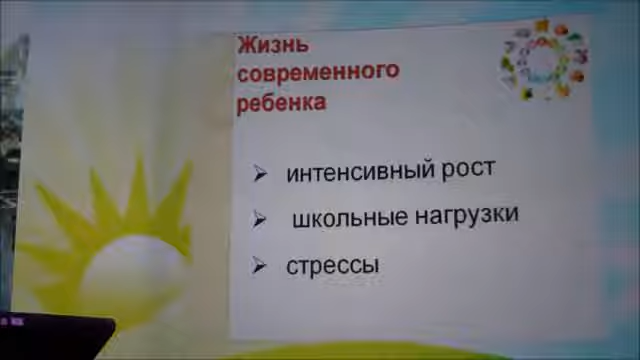 Жизнь
современного
ребенка
интенсивный рост
школьные нагрузки
стрессы